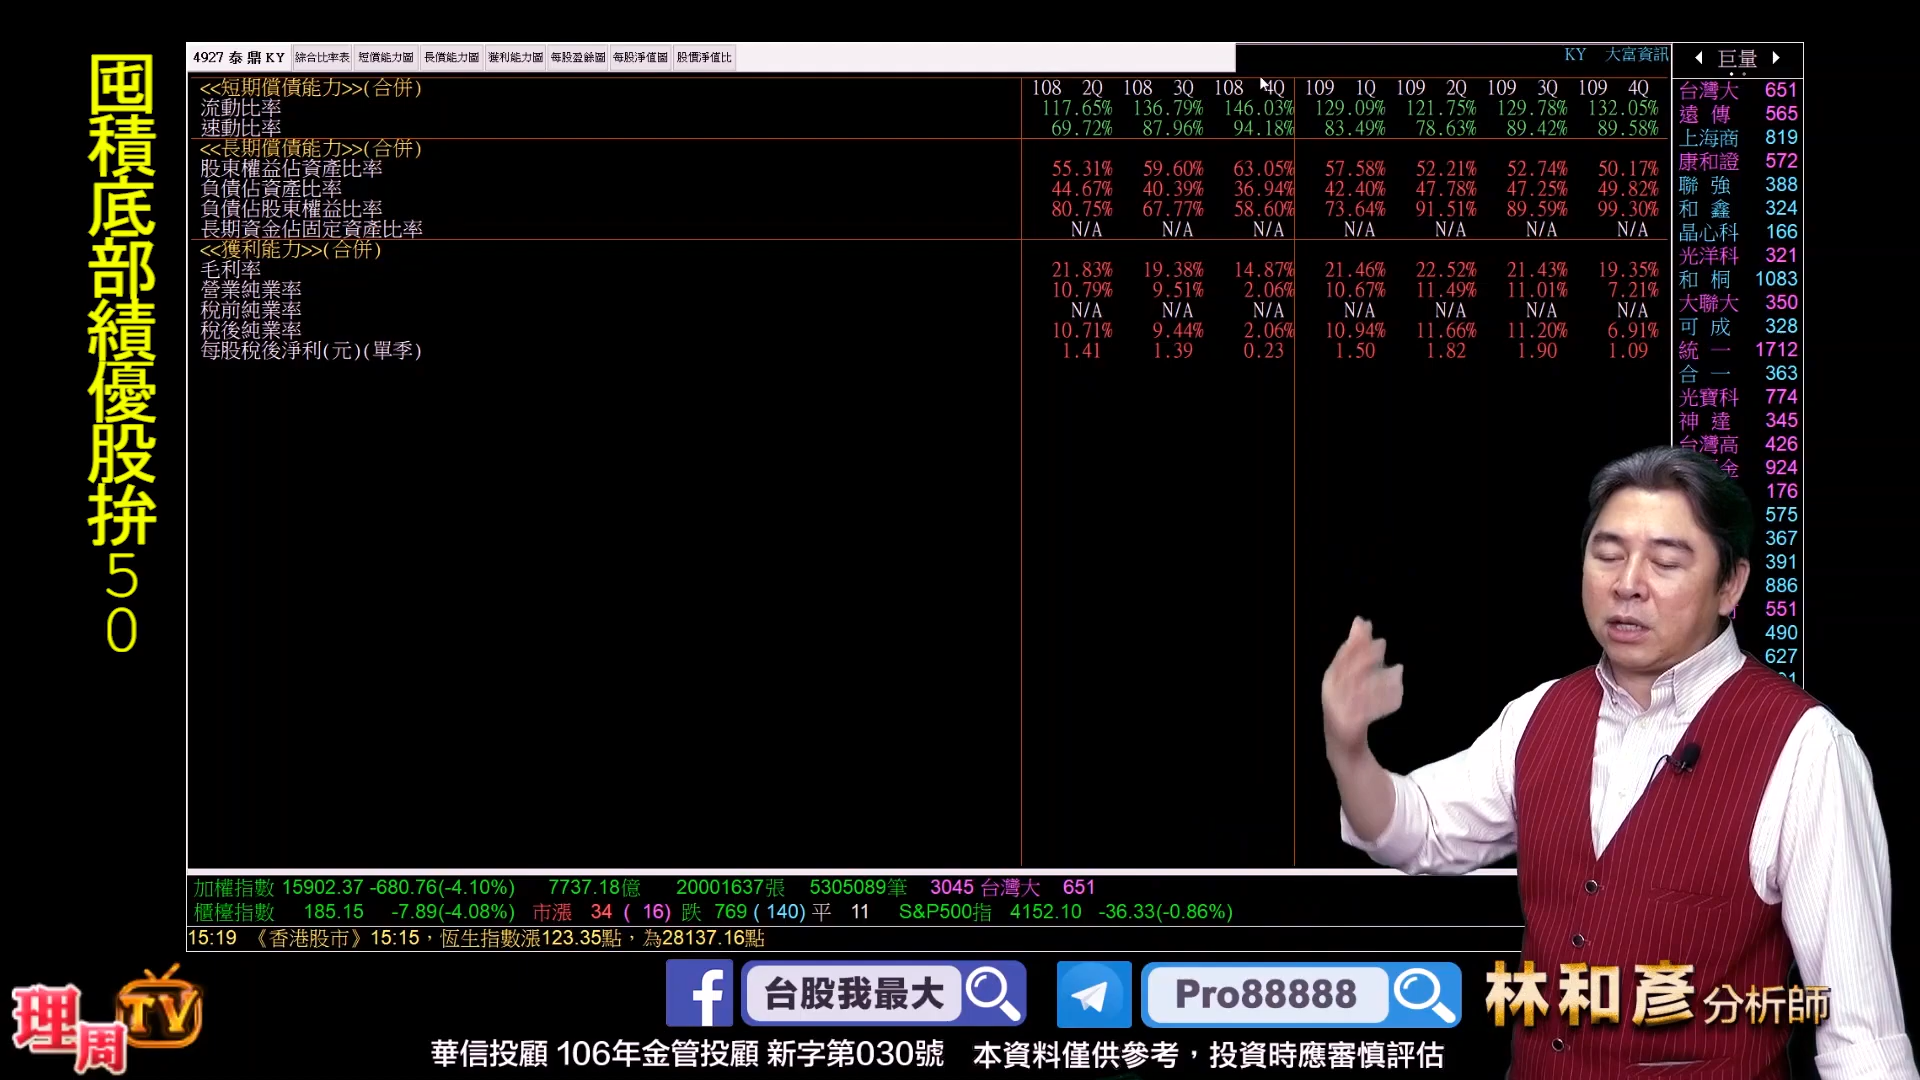 囤積底部績優股拚50
4927 泰鼎KY 綜合比率表 短償能力圖 長償能力圖 獲利能力圖 每股盈餘圖 每股淨值圖 股價淨值比
KY 大富資訊
巨量
<<短期償債能力>>(合併) 108 2Q 108 3Q 108 4Q 109 1Q 109 2Q 109 3Q 109 4Q
流動比率 117.65% 136.79% 146.03% 129.09% 121.75% 129.78% 132.05%
速動比率 69.72% 87.96% 94.18% 83.49% 78.63% 89.42% 89.58%
<<長期償債能力>>(合併)
股東權益佔資產比率 55.31% 59.60% 63.05% 57.58% 52.21% 52.74% 50.17%
負債佔資產比率 44.67% 40.39% 36.94% 42.40% 47.78% 47.25% 49.82%
負債佔股東權益比率 80.75% 67.77% 58.60% 73.64% 91.51% 89.59% 99.30%
長期資金佔固定資產比率 N/A N/A N/A N/A N/A N/A N/A
<<獲利能力>>(合併)
毛利率 21.83% 19.38% 14.87% 21.46% 22.52% 21.43% 19.35%
營業純業率 10.79% 9.51% 2.06% 10.67% 11.49% 11.01% 7.21%
稅前純業率 N/A N/A N/A N/A N/A N/A N/A
稅後純業率 10.71% 9.44% 2.06% 10.94% 11.66% 11.20% 6.91%
每股稅後淨利(元)(單季) 1.41 1.39 0.23 1.50 1.82 1.90 1.09
台灣大 651
遠傳 565
上海商 819
康和證 572
聯強 388
和鑫 324
晶心科 166
光洋科 321
和桐 1083
大聯大 350
可成 328
統一 1712
合一 363
光寶科 774
神達 345
台灣高 426
金 924
176
575
367
391
886
551
490
627
加權指數 15902.37 -680.76(-4.10%) 7737.18億 20001637張 5305089筆 3045 台灣大 651
櫃檯指數 185.15 -7.89(-4.08%) 市漲 34 ( 16) 跌 769 ( 140) 平 11 S&P500指 4152.10 -36.33(-0.86%)
15:19 《香港股市》15:15，恆生指數漲123.35點，為28137.16點
理周TV
台股我最大
Pro88888
林和彥分析師
華信投顧 106年金管投顧 新字第030號 本資料僅供參考，投資時應審慎評估